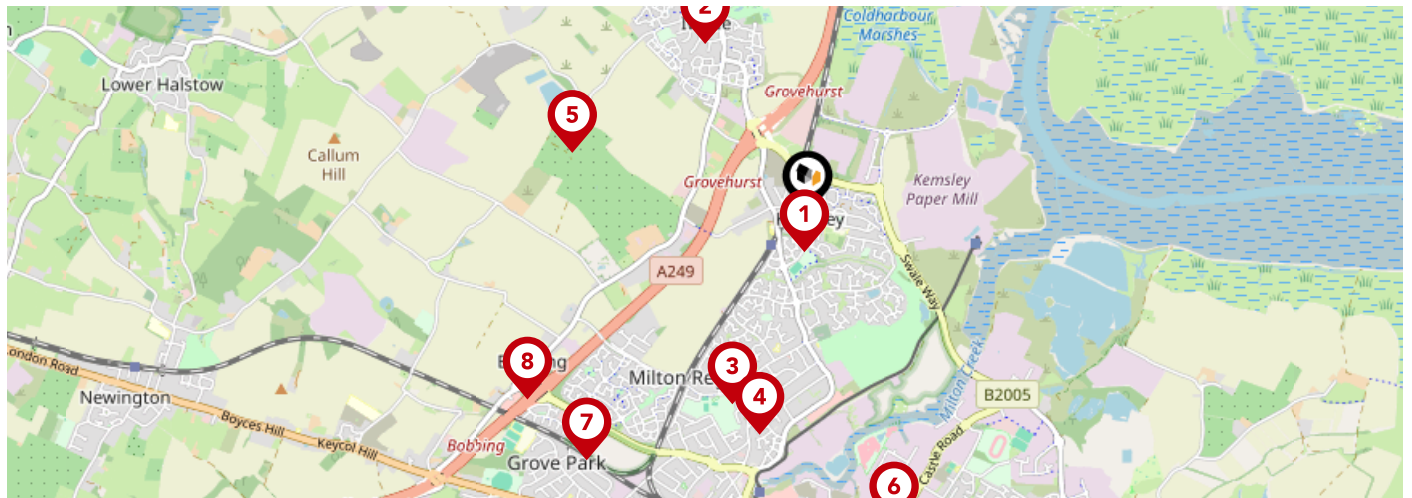 Coldharbour
Marshes
2
Lower Halstow
Grovehurst
5
Callum
Hill
Grovehurst
Kemsley
Paper Mill
1
A249
Swale Way
London Road
8
3
Milton
4
B2005
Milton Creek
Newington
Boyces Hill
7
Keycol Hill
Bobbing
Grove Park
Castle Road
6